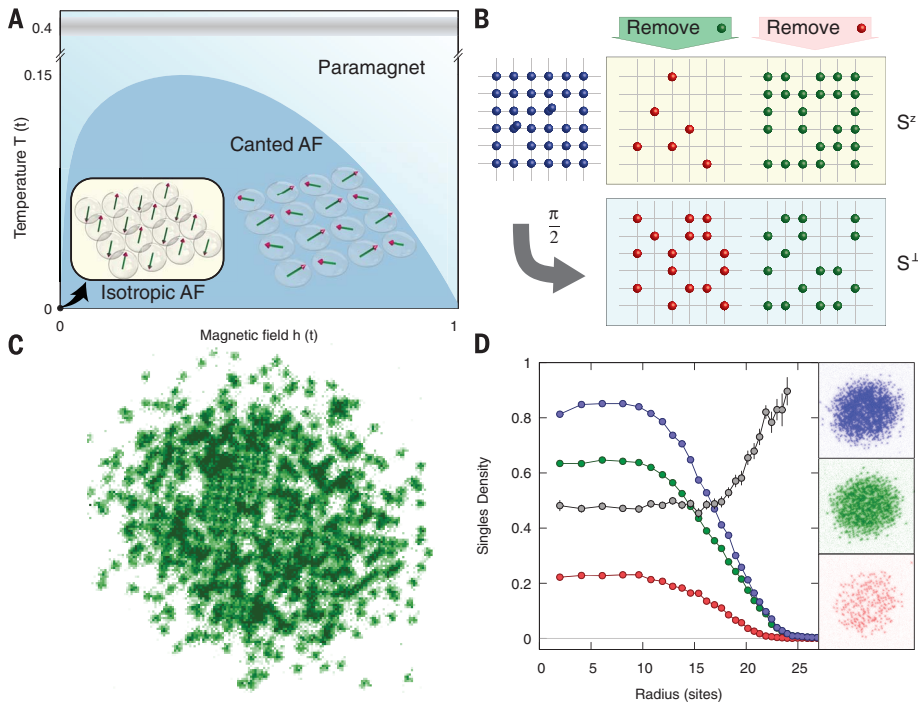 A
0.4
0.15
0
Temperature T (t)
Paramagnet
Canted AF
Isotropic AF
0
1
Magnetic field h (t)
B
Remove
Remove
S^z
π
2
S^⊥
C
D
1
0.8
0.6
0.4
0.2
0
Singles Density
0 5 10 15 20 25
Radius (sites)